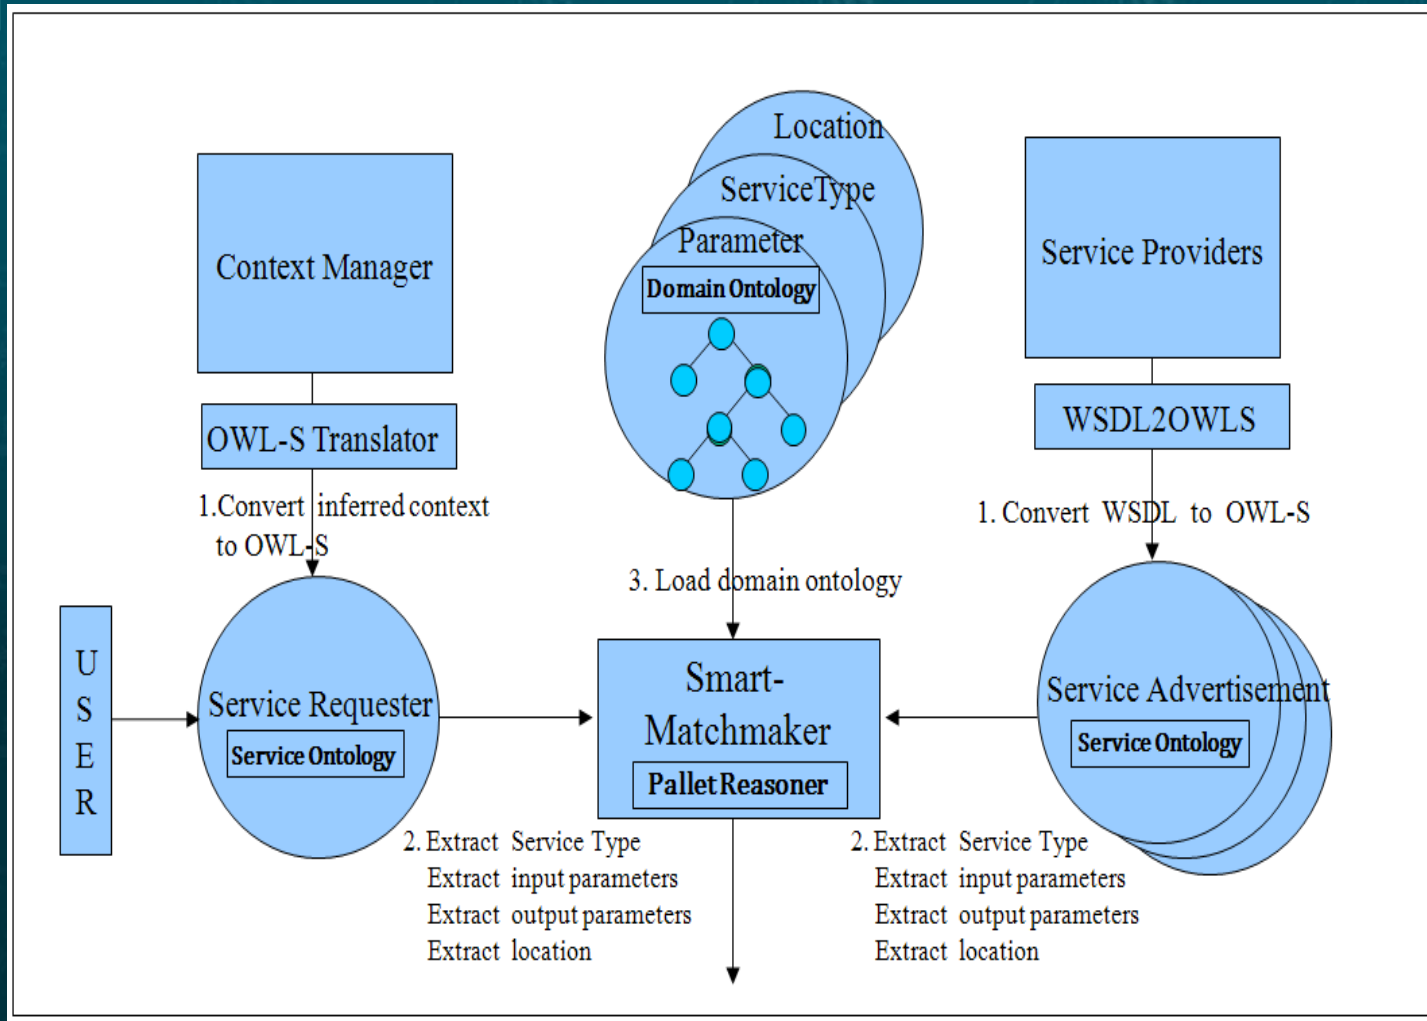 Location
ServiceType
Parameter
Domain Ontology
Context Manager
Service Providers
OWL-S Translator
WSDL2OWLS
1.Convert inferred context
to OWL-S
1. Convert WSDL to OWL-S
3. Load domain ontology
U
S
E
R
Service Requester
Service Ontology
Smart-
Matchmaker
Pallet Reasoner
Service Advertisement
Service Ontology
2. Extract Service Type
Extract input parameters
Extract output parameters
Extract location
2. Extract Service Type
Extract input parameters
Extract output parameters
Extract location